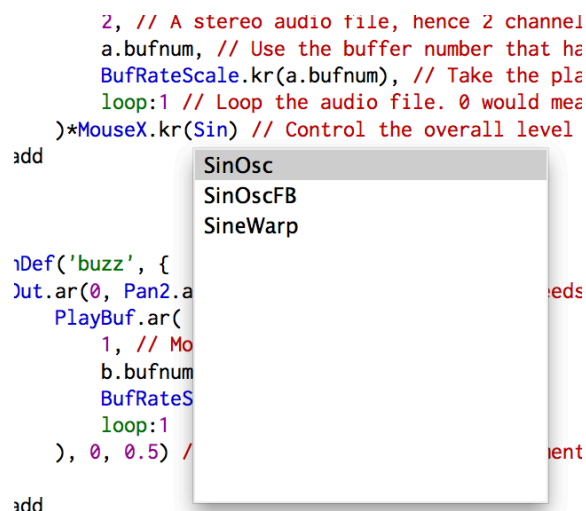 2, // A stereo audio file, hence 2 channel
a.bufnum, // Use the buffer number that ha
BufRateScale.kr(a.bufnum), // Take the pla
loop:1 // Loop the audio file. 0 would mea
)*MouseX.kr(Sin) // Control the overall level
add
SinOsc
SinOscFB
SineWarp
nDef('buzz', {
Out.ar(0, Pan2.a eeds
PlayBuf.ar(
1, // Mo
b.bufnum
BufRateS
loop:1
), 0, 0.5) / ment
add